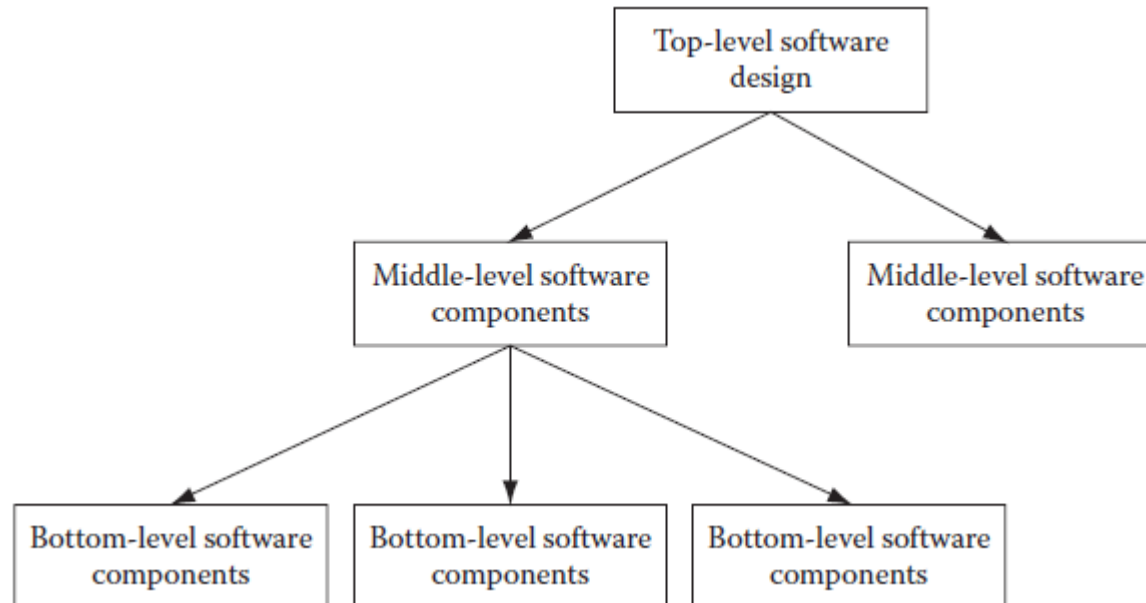 Top-level software
design
Middle-level software
components
Middle-level software
components
Bottom-level software
components
Bottom-level software
components
Bottom-level software
components